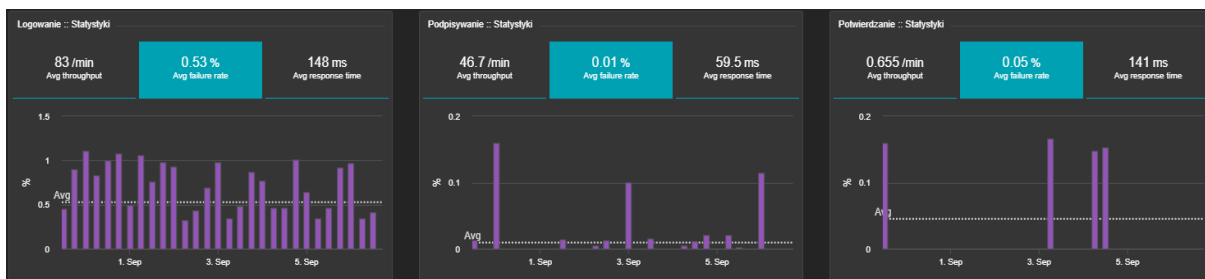 Logowanie :: Statystyki
83 /min
Avg throughput
0.53 %
Avg failure rate
148 ms
Avg response time
1.5
1
0.5
0
%
Avg
1. Sep
3. Sep
5. Sep
Podpisywanie :: Statystyki
46.7 /min
Avg throughput
0.01 %
Avg failure rate
59.5 ms
Avg response time
0.2
0.1
0
%
Avg
1. Sep
3. Sep
5. Sep
Potwierdzanie :: Statystyki
0.655 /min
Avg throughput
0.05 %
Avg failure rate
141 ms
Avg response time
0.2
0.1
0
%
Avg
1. Sep
3. Sep
5. Sep